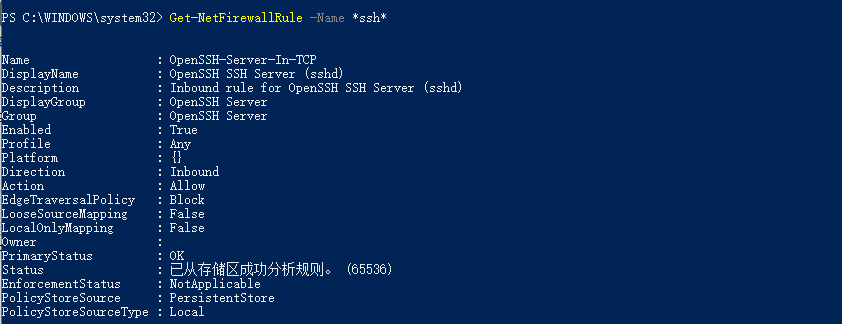 PS C:\WINDOWS\system32> Get-NetFirewallRule -Name *ssh*
Name                  : OpenSSH-Server-In-TCP
DisplayName           : OpenSSH SSH Server (sshd)
Description           : Inbound rule for OpenSSH SSH Server (sshd)
DisplayGroup          : OpenSSH Server
Group                 : OpenSSH Server
Enabled               : True
Profile               : Any
Platform              : {}
Direction             : Inbound
Action                : Allow
EdgeTraversalPolicy   : Block
LooseSourceMapping    : False
LocalOnlyMapping      : False
Owner                 :
PrimaryStatus         : OK
Status                : 已从存储区成功分析规则。 (65536)
EnforcementStatus     : NotApplicable
PolicyStoreSource     : PersistentStore
PolicyStoreSourceType : Local